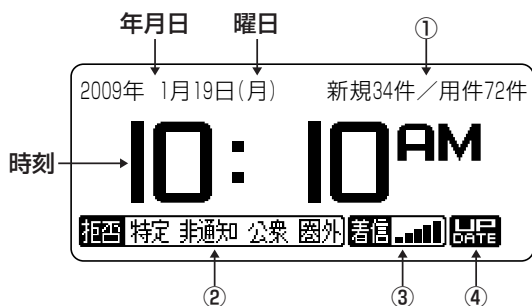 年月日 曜日 ①
2009年 1月19日(月) 新規34件／用件72件
時刻 10:10AM
拒否 特定 非通知 公衆 圏外 着信 UP DATE
② ③ ④